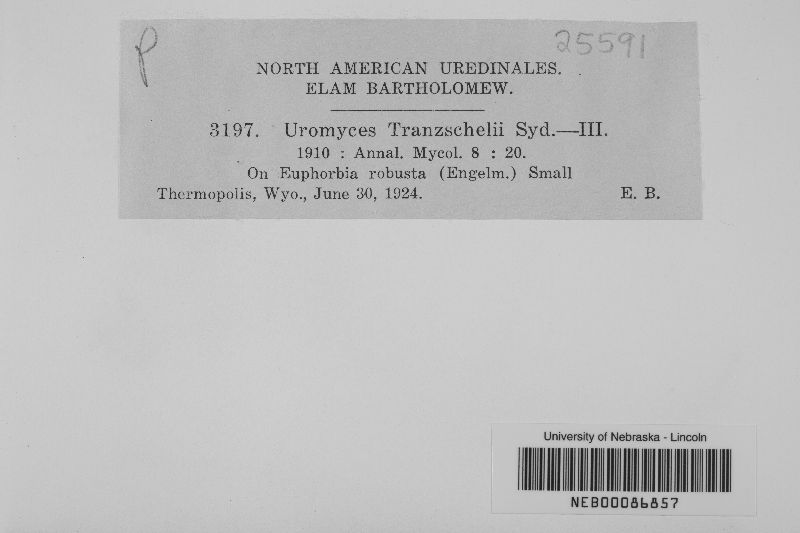 P
25591
NORTH AMERICAN UREDINALES.
ELAM BARTHOLOMEW.
3197. Uromyces Tranzschelii Syd.—III.
1910 : Annal. Mycol. 8 : 20.
On Euphorbia robusta (Engelm.) Small
Thermopolis, Wyo., June 30, 1924. E. B.
University of Nebraska - Lincoln
NEB00086857